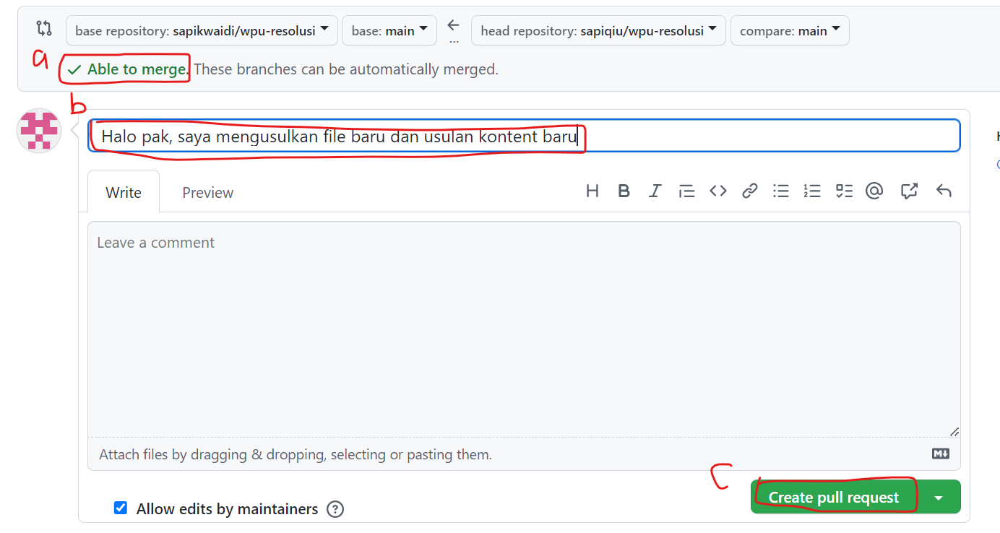 base repository: sapikwaidi/wpu-resolusi base: main ... head repository: sapiqiu/wpu-resolusi compare: main
a
Able to merge. These branches can be automatically merged.
b
Halo pak, saya mengusulkan file baru dan usulan kontent baru
Write Preview
Leave a comment
Attach files by dragging & dropping, selecting or pasting them.
c
Create pull request
Allow edits by maintainers